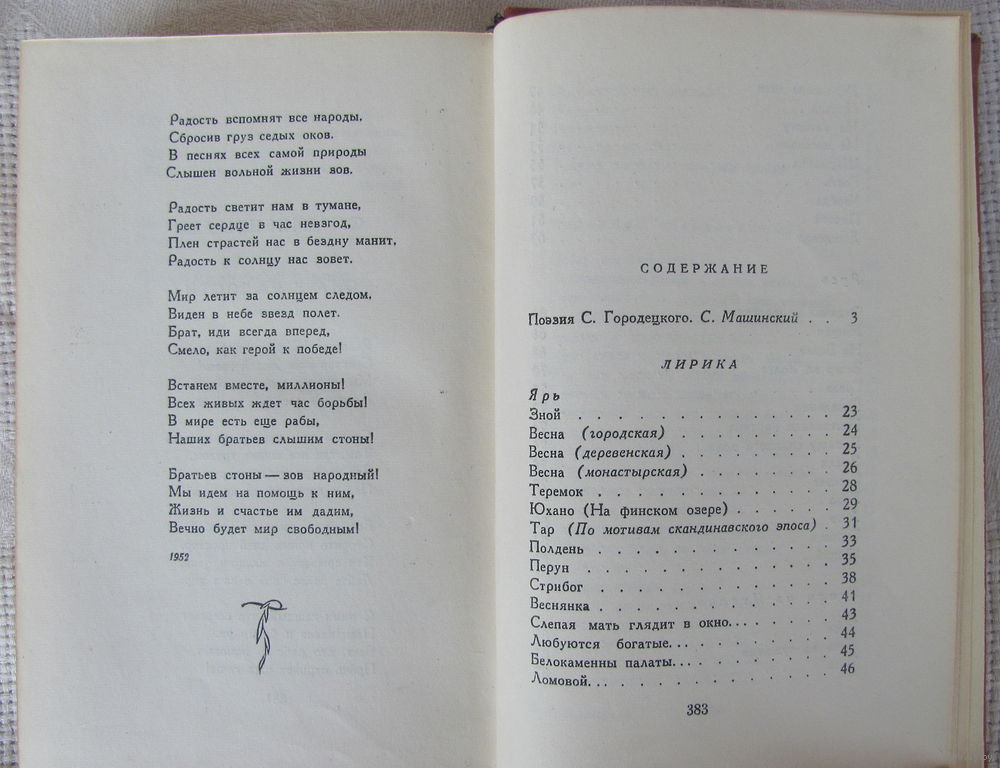 Радость вспомнят все народы,
Сбросив груз седых оков.
В песнях всех самой природы
Слышен вольной жизни зов.
Радость светит нам в тумане,
Греет сердце в час невзгод,
Плен страстей нас в бездну манит,
Радость к солнцу нас зовет.
Мир летит за солнцем следом,
Виден в небе звезд полет.
Брат, иди всегда вперед,
Смело, как герой к победе!
Встанем вместе, миллионы!
Всех живых ждет час борьбы!
В мире есть еще рабы,
Наших братьев слышим стоны!
Братьев стоны — зов народный!
Мы идем на помощь к ним,
Жизнь и счастье им дадим,
Вечно будет мир свободным!
1952
СОДЕРЖАНИЕ
Поэзия С. Городецкого. С. Машинский . . 3
ЛИРИКА
Ярь
Зной . . . . . . . . . . . . . . 23
Весна (городская) . . . . . . . . 24
Весна (деревенская) . . . . . . . . 25
Весна (монастырская) . . . . . . . 26
Теремок . . . . . . . . . . . . . 28
Юхано (На финском озере) . . . . . . 29
Тар (По мотивам скандинавского эпоса) . 31
Полдень . . . . . . . . . . . . . 33
Перун . . . . . . . . . . . . . 35
Стрибог . . . . . . . . . . . . . 38
Веснянка . . . . . . . . . . . . . 41
Слепая мать глядит в окно. . . . . . . . 43
Любуются богатые. . . . . . . . . . . 44
Белокаменны палаты. . . . . . . . . . 45
Ломовой. . . . . . . . . . . . . . 46
383